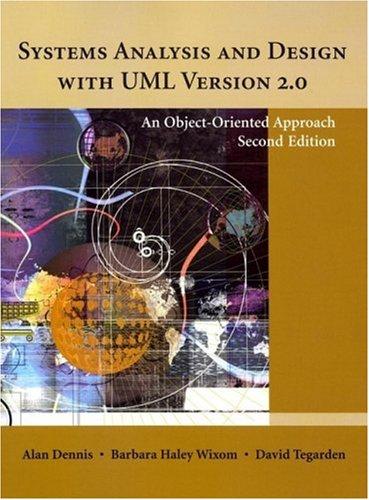 Systems Analysis and Design
with UML Version 2.0
An Object-Oriented Approach
Second Edition
Alan Dennis • Barbara Haley Wixom • David Tegarden